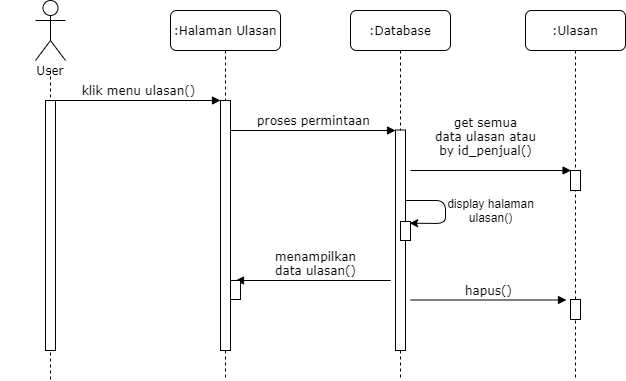 :Halaman Ulasan
:Database
:Ulasan
User
klik menu ulasan()
proses permintaan
get semua
data ulasan atau
by id_penjual()
display halaman
ulasan()
menampilkan
data ulasan()
hapus()